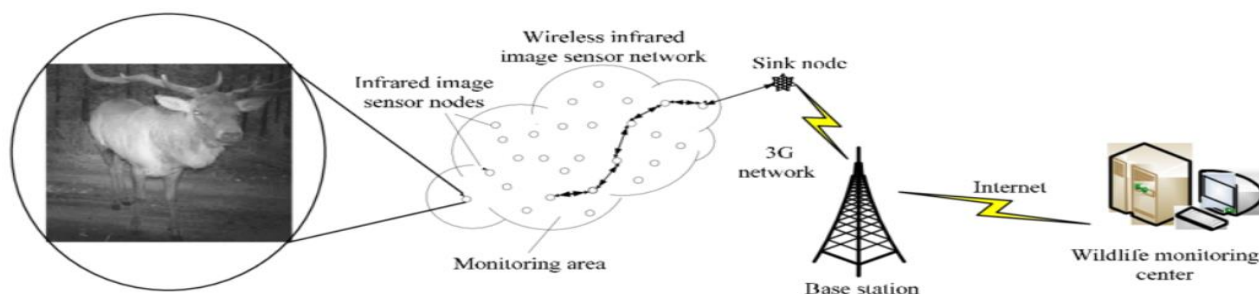 Wireless infrared
image sensor network
Infrared image
sensor nodes
Sink node
3G
network
Internet
Monitoring area
Base station
Wildlife monitoring
center